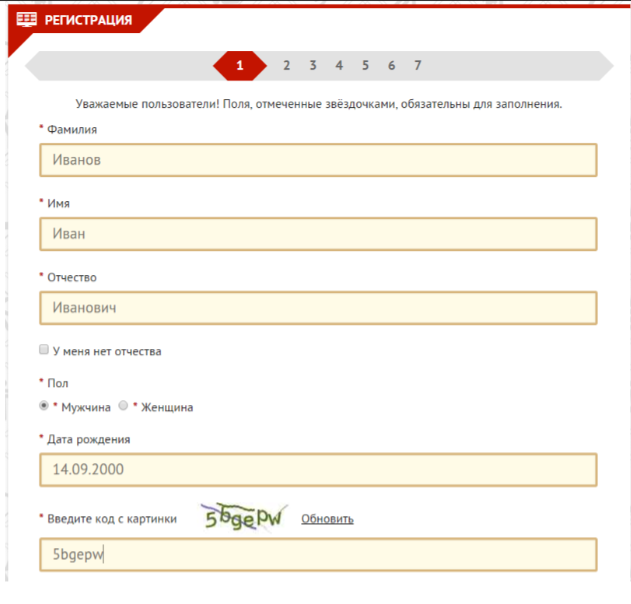 РЕГИСТРАЦИЯ
1 2 3 4 5 6 7
Уважаемые пользователи! Поля, отмеченные звёздочками, обязательны для заполнения.
* Фамилия
Иванов
* Имя
Иван
* Отчество
Иванович
У меня нет отчества
* Пол
* Мужчина * Женщина
* Дата рождения
14.09.2000
* Введите код с картинки 5bgepw Обновить
5bgepw